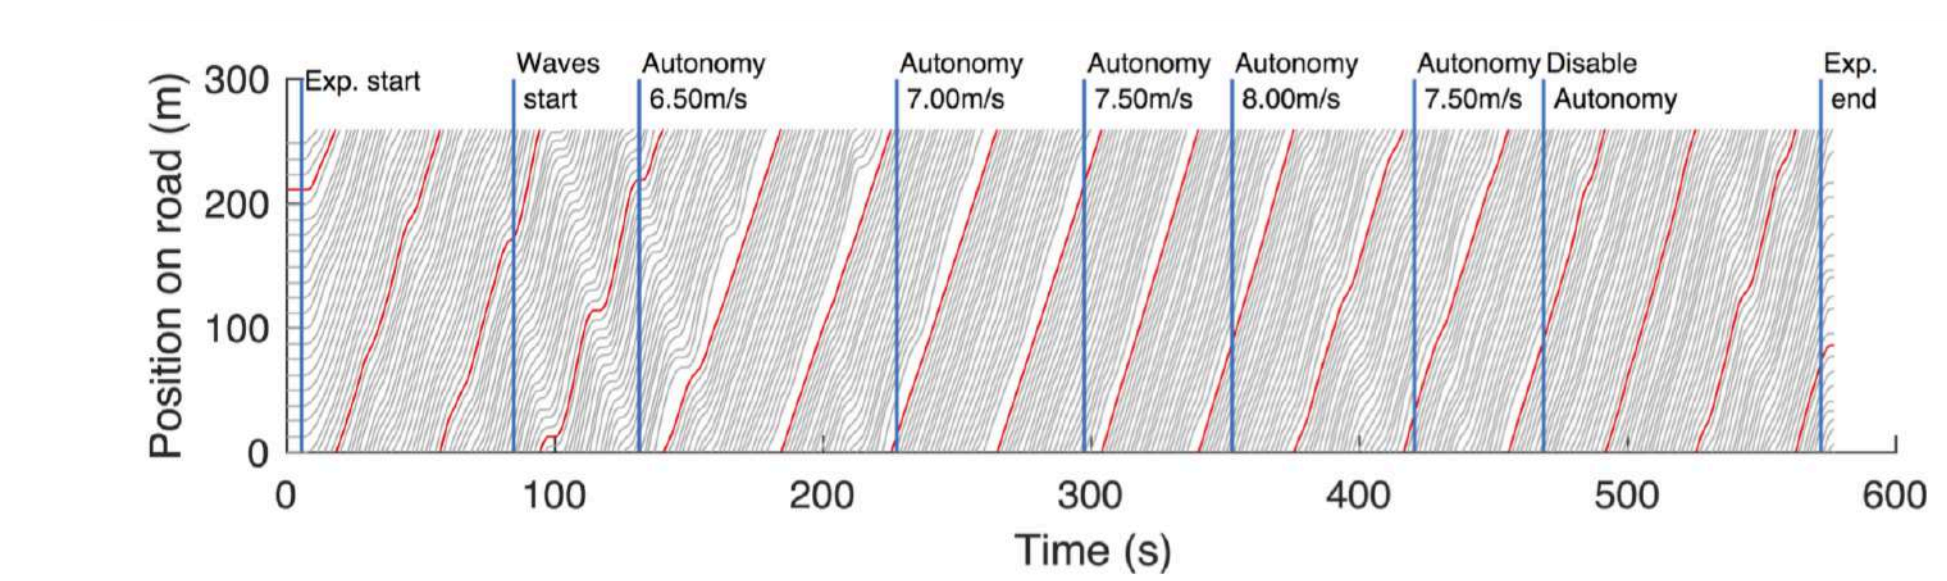 Exp. start
Waves
start
Autonomy
6.50m/s
Autonomy
7.00m/s
Autonomy
7.50m/s
Autonomy
8.00m/s
Autonomy
7.50m/s
Disable
Autonomy
Exp.
end
Position on road (m)
300
200
100
0
0
100
200
300
400
500
600
Time (s)